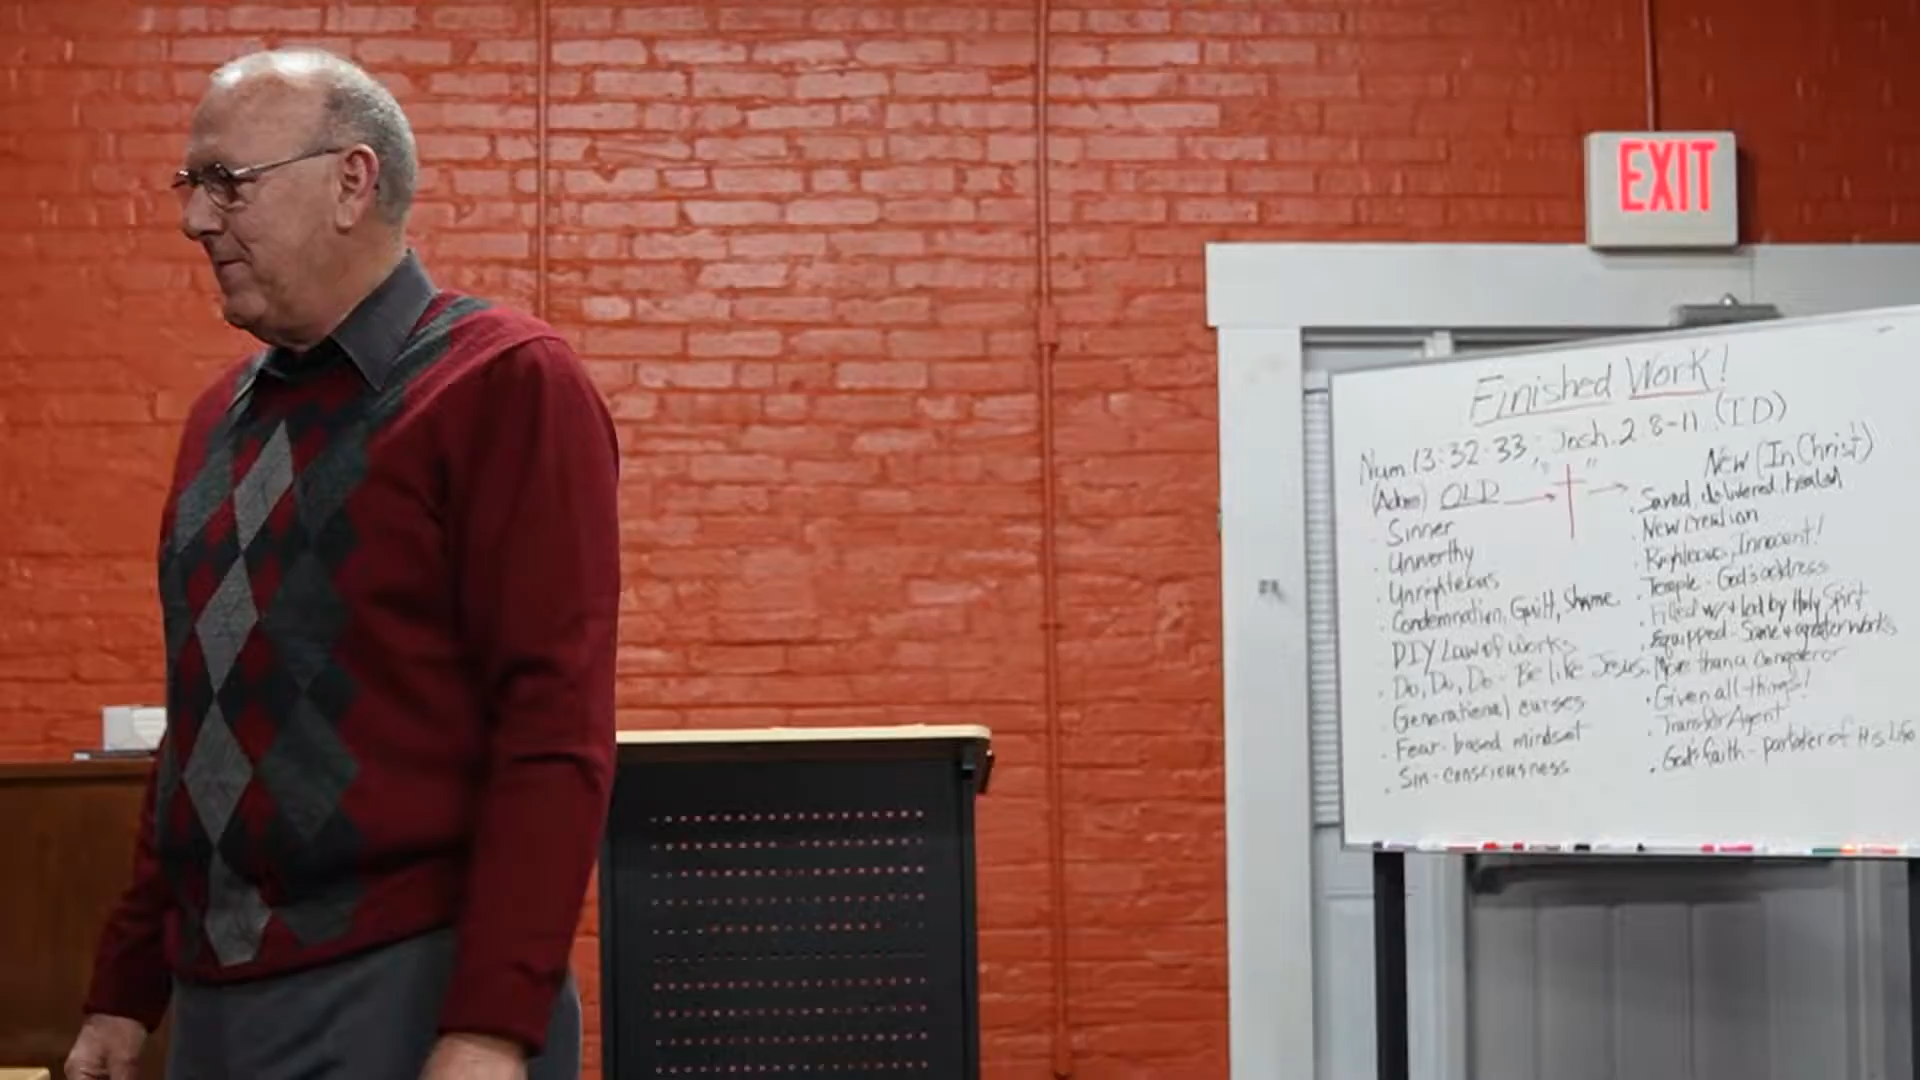 EXIT
Finished Work!
Num. 13:32-33; Josh. 2:8-11 (ID)
(Adam) OLD
Sinner
Unworthy
Unrighteous
Condemnation, Guilt, Shame
DIY Law of works
Do, Do, Do - Be like Jesus
Generational curses
Fear-based mindset
Sin-consciousness
New (In Christ)
Saved, delivered, healed
New creation
Righteous, Innocent!
Temple - God's address
Filled w/ + led by Holy Spirit
Equipped - Same + greater works
More than a conqueror
Given all things!
Transfer Agent
God's faith - partaker of His Life